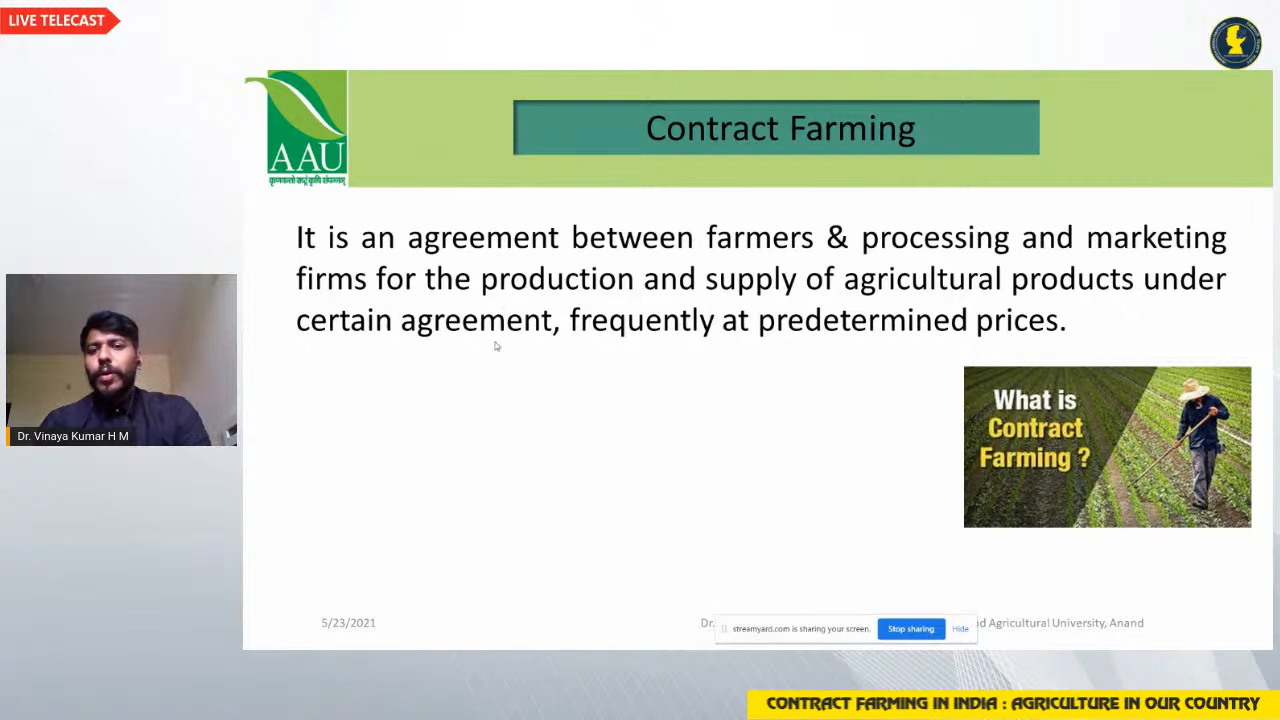 LIVE TELECAST
AAU
Contract Farming
It is an agreement between farmers & processing and marketing
firms for the production and supply of agricultural products under
certain agreement, frequently at predetermined prices.
What is
Contract
Farming ?
Dr. Vinaya Kumar H M
5/23/2021
Dr.
streamyard.com is sharing your screen.
Stop sharing
Hide
Agricultural University, Anand
CONTRACT FARMING IN INDIA : AGRICULTURE IN OUR COUNTRY